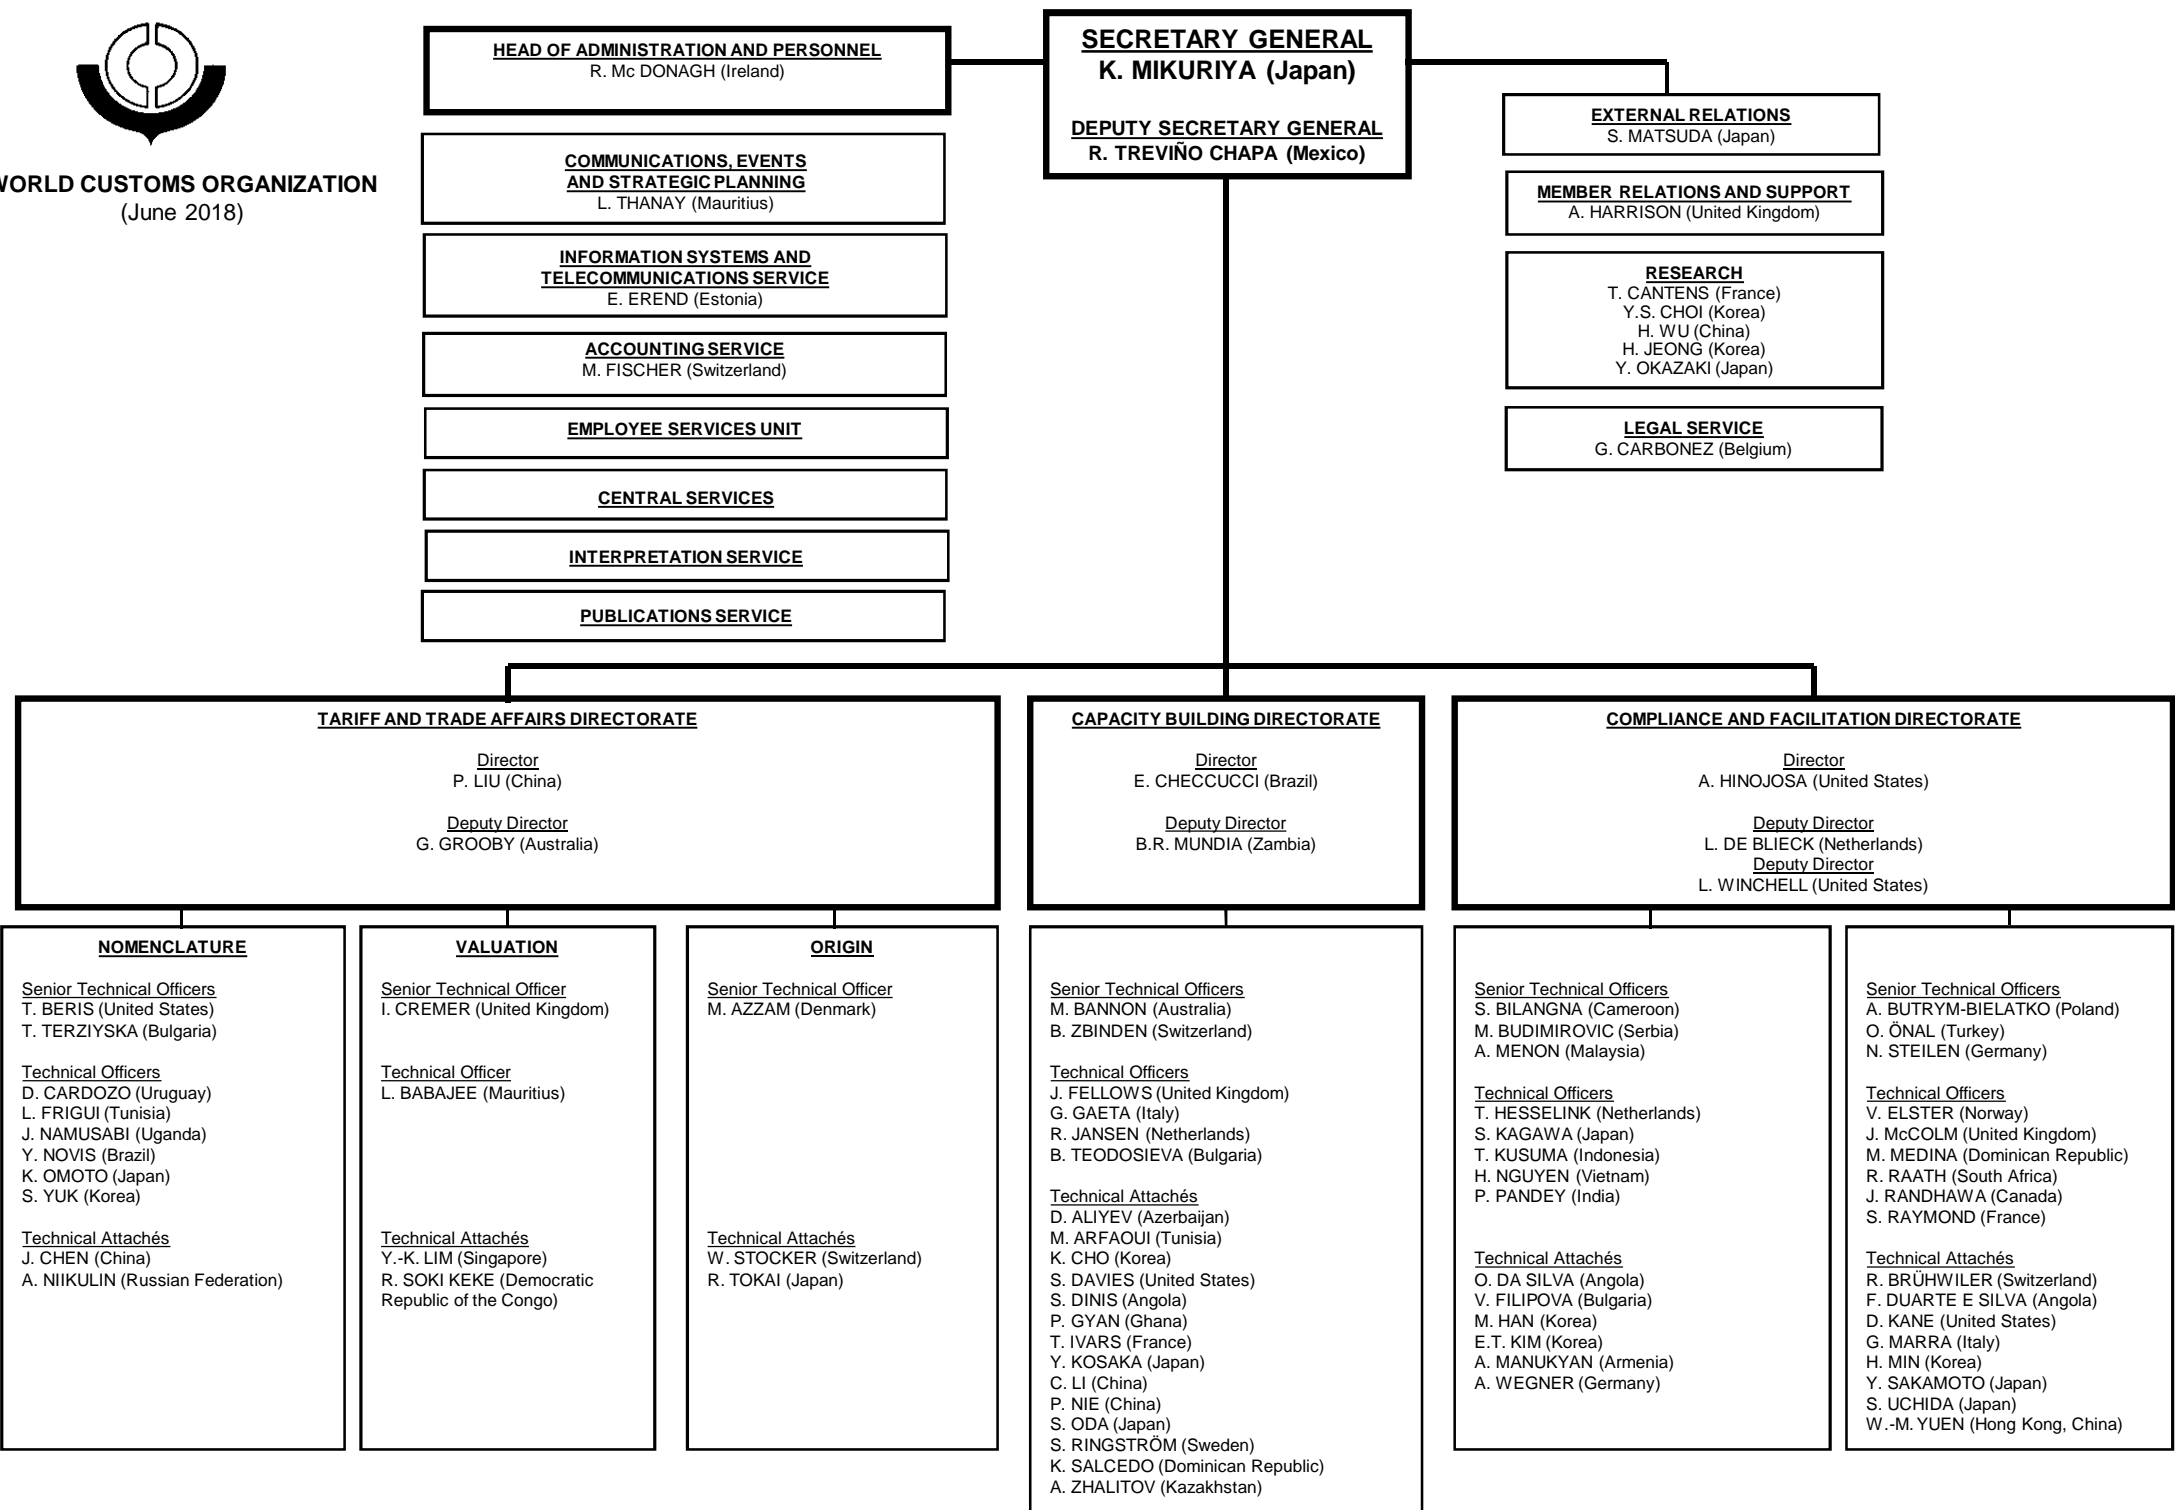 WORLD CUSTOMS ORGANIZATION
(June 2018)
HEAD OF ADMINISTRATION AND PERSONNEL
R. Mc DONAGH (Ireland)
COMMUNICATIONS, EVENTS
AND STRATEGIC PLANNING
L. THANAY (Mauritius)
INFORMATION SYSTEMS AND
TELECOMMUNICATIONS SERVICE
E. EREND (Estonia)
ACCOUNTING SERVICE
M. FISCHER (Switzerland)
EMPLOYEE SERVICES UNIT
CENTRAL SERVICES
INTERPRETATION SERVICE
PUBLICATIONS SERVICE
SECRETARY GENERAL
K. MIKURIYA (Japan)
DEPUTY SECRETARY GENERAL
R. TREVIÑO CHAPA (Mexico)
EXTERNAL RELATIONS
S. MATSUDA (Japan)
MEMBER RELATIONS AND SUPPORT
A. HARRISON (United Kingdom)
RESEARCH
T. CANTENS (France)
Y.S. CHOI (Korea)
H. WU (China)
H. JEONG (Korea)
Y. OKAZAKI (Japan)
LEGAL SERVICE
G. CARBONEZ (Belgium)
TARIFF AND TRADE AFFAIRS DIRECTORATE
Director
P. LIU (China)
Deputy Director
G. GROOBY (Australia)
CAPACITY BUILDING DIRECTORATE
Director
E. CHECCUCCI (Brazil)
Deputy Director
B.R. MUNDIA (Zambia)
COMPLIANCE AND FACILITATION DIRECTORATE
Director
A. HINOJOSA (United States)
Deputy Director
L. DE BLIECK (Netherlands)
Deputy Director
L. WINCHELL (United States)
NOMENCLATURE
Senior Technical Officers
T. BERIS (United States)
T. TERZIYSKA (Bulgaria)
Technical Officers
D. CARDOZO (Uruguay)
L. FRIGUI (Tunisia)
J. NAMUSABI (Uganda)
Y. NOVIS (Brazil)
K. OMOTO (Japan)
S. YUK (Korea)
Technical Attachés
J. CHEN (China)
A. NIIKULIN (Russian Federation)
VALUATION
Senior Technical Officer
I. CREMER (United Kingdom)
Technical Officer
L. BABAJEE (Mauritius)
Technical Attachés
Y.-K. LIM (Singapore)
R. SOKI KEKE (Democratic
Republic of the Congo)
ORIGIN
Senior Technical Officer
M. AZZAM (Denmark)
Technical Attachés
W. STOCKER (Switzerland)
R. TOKAI (Japan)
Senior Technical Officers
M. BANNON (Australia)
B. ZBINDEN (Switzerland)
Technical Officers
J. FELLOWS (United Kingdom)
G. GAETA (Italy)
R. JANSEN (Netherlands)
B. TEODOSIEVA (Bulgaria)
Technical Attachés
D. ALIYEV (Azerbaijan)
M. ARFAOUI (Tunisia)
K. CHO (Korea)
S. DAVIES (United States)
S. DINIS (Angola)
P. GYAN (Ghana)
T. IVARS (France)
Y. KOSAKA (Japan)
C. LI (China)
P. NIE (China)
S. ODA (Japan)
S. RINGSTRÖM (Sweden)
K. SALCEDO (Dominican Republic)
A. ZHALITOV (Kazakhstan)
Senior Technical Officers
S. BILANGNA (Cameroon)
M. BUDIMIROVIC (Serbia)
A. MENON (Malaysia)
Technical Officers
T. HESSELINK (Netherlands)
S. KAGAWA (Japan)
T. KUSUMA (Indonesia)
H. NGUYEN (Vietnam)
P. PANDEY (India)
Technical Attachés
O. DA SILVA (Angola)
V. FILIPOVA (Bulgaria)
M. HAN (Korea)
E.T. KIM (Korea)
A. MANUKYAN (Armenia)
A. WEGNER (Germany)
Senior Technical Officers
A. BUTRYM-BIELATKO (Poland)
O. ÖNAL (Turkey)
N. STEILEN (Germany)
Technical Officers
V. ELSTER (Norway)
J. McCOLM (United Kingdom)
M. MEDINA (Dominican Republic)
R. RAATH (South Africa)
J. RANDHAWA (Canada)
S. RAYMOND (France)
Technical Attachés
R. BRÜHWILER (Switzerland)
F. DUARTE E SILVA (Angola)
D. KANE (United States)
G. MARRA (Italy)
H. MIN (Korea)
Y. SAKAMOTO (Japan)
S. UCHIDA (Japan)
W.-M. YUEN (Hong Kong, China)